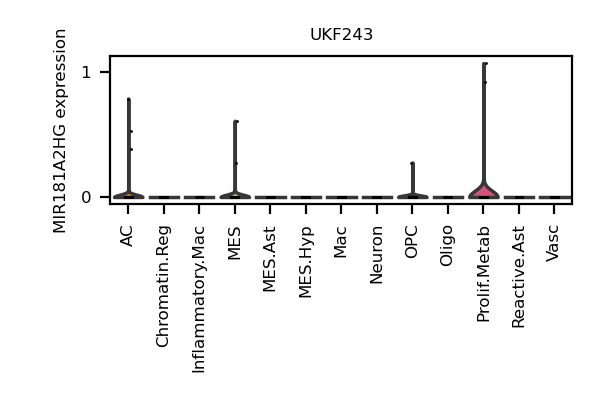 UKF243
MIR181A2HG expression
1
0
AC
Chromatin.Reg
Inflammatory.Mac
MES
MES.Ast
MES.Hyp
Mac
Neuron
OPC
Oligo
Prolif.Metab
Reactive.Ast
Vasc